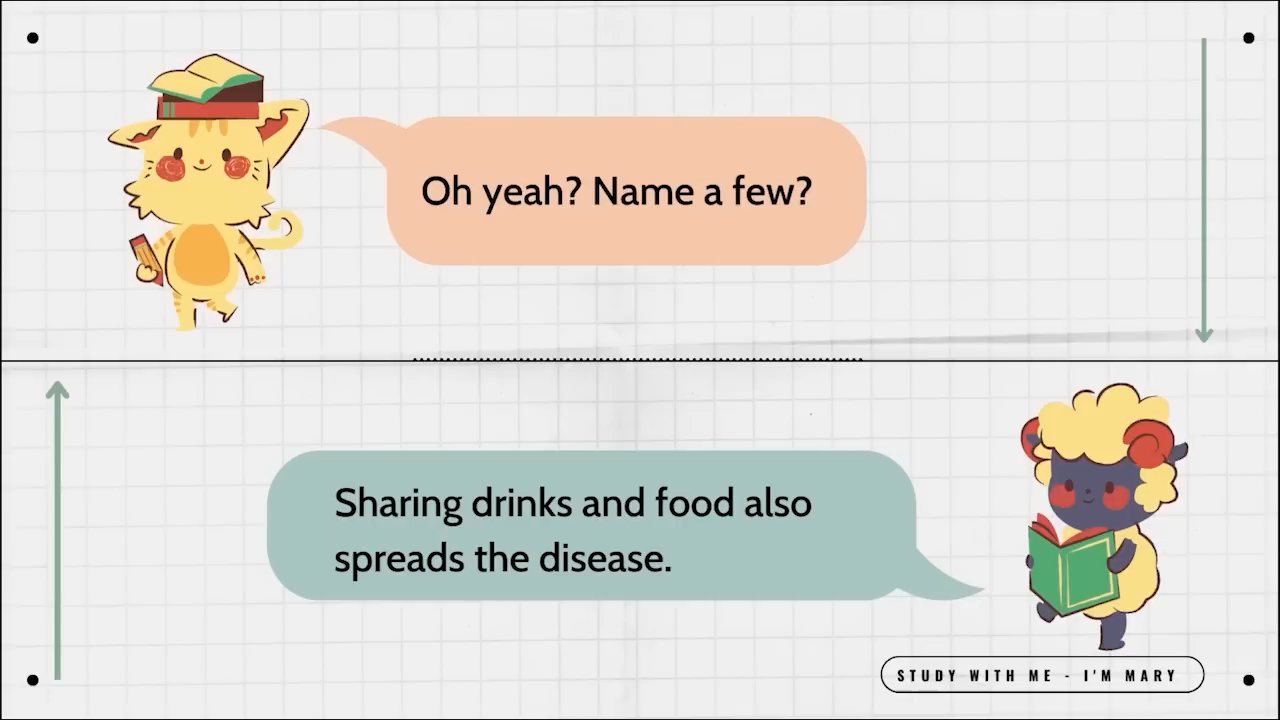 Oh yeah? Name a few?
Sharing drinks and food also
spreads the disease.
STUDY WITH ME - I'M MARY